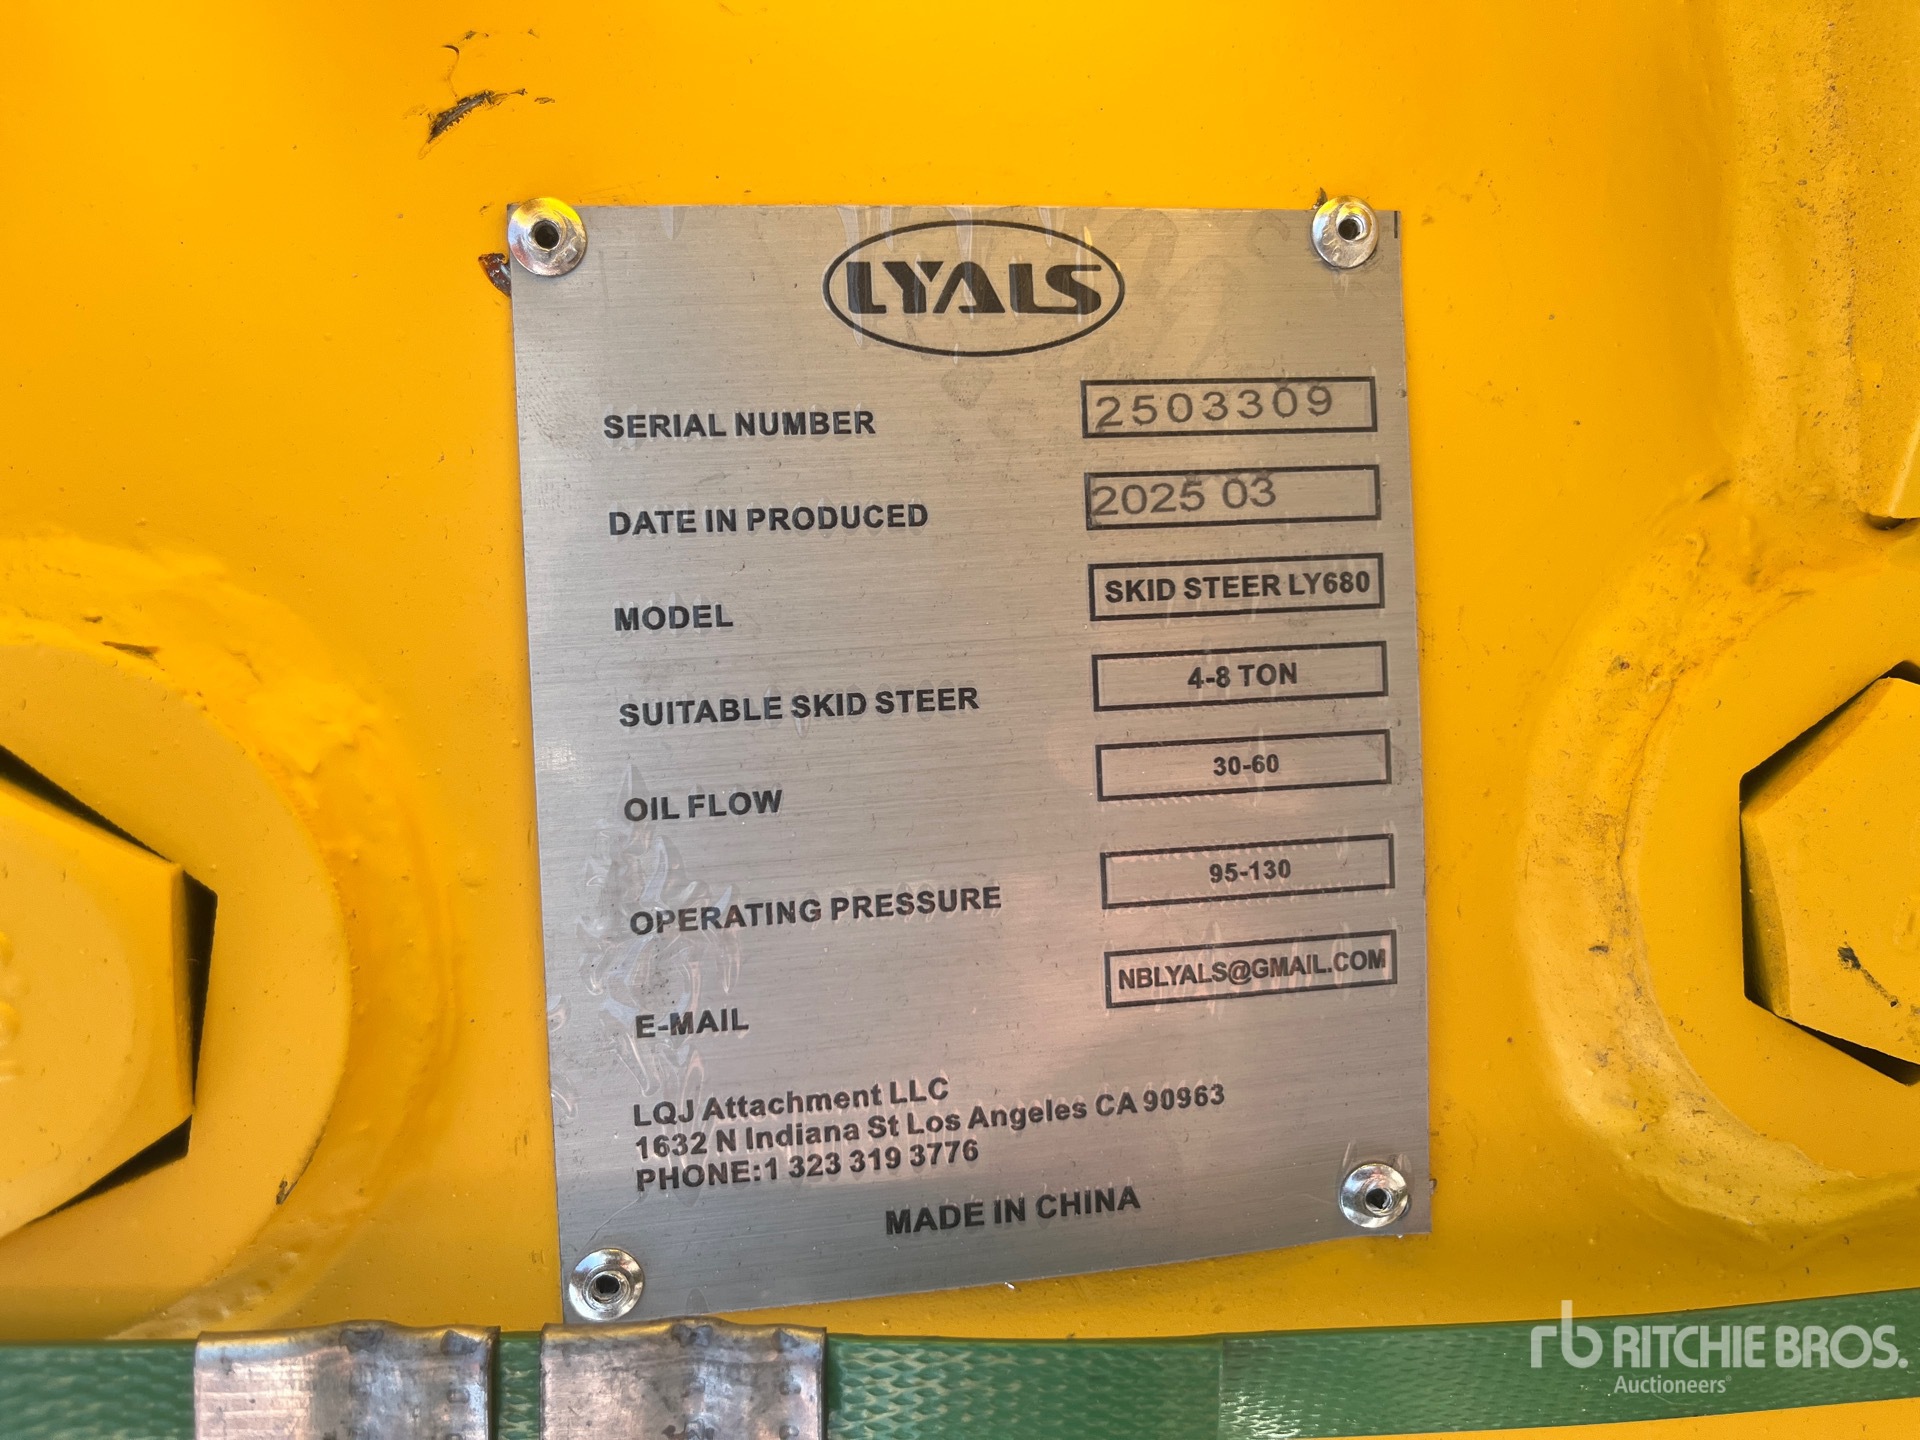 LYALS
SERIAL NUMBER 2503309
DATE IN PRODUCED 2025 03
MODEL SKID STEER LY680
SUITABLE SKID STEER 4-8 TON
OIL FLOW 30-60
OPERATING PRESSURE 95-130
E-MAIL NBLYALS@GMAIL.COM
LQJ Attachment LLC
1632 N Indiana St Los Angeles CA 90963
PHONE:1 323 319 3776
MADE IN CHINA
rb RITCHIE BROS.
Auctioneers